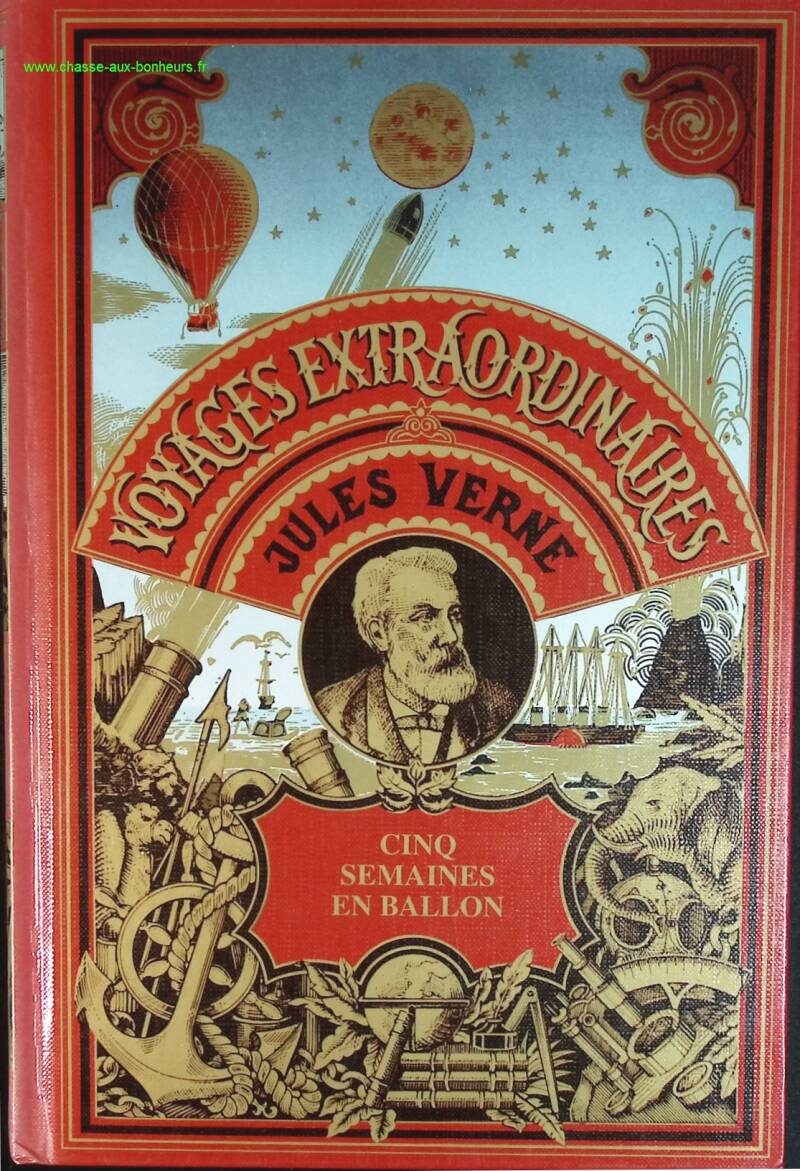 www.chasse-aux-bonheurs.fr
VOYAGES EXTRAORDINAIRES
JULES VERNE
CINQ
SEMAINES
EN BALLON